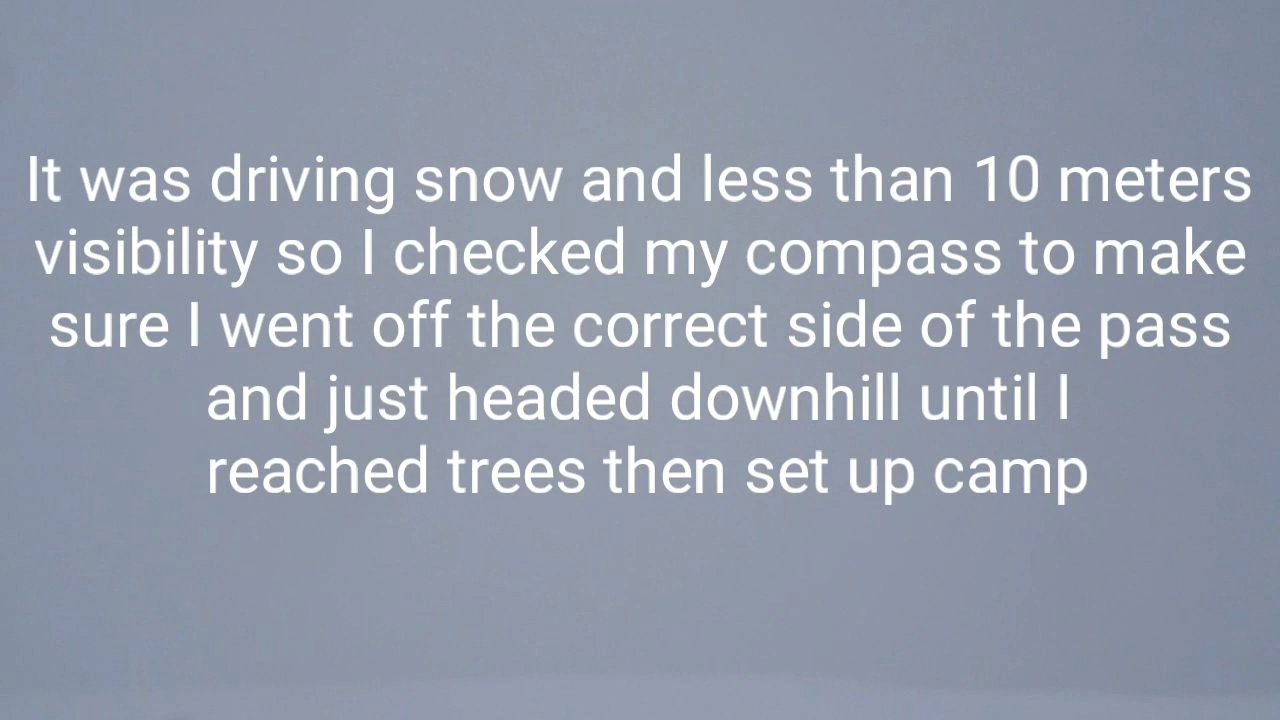 It was driving snow and less than 10 meters
visibility so I checked my compass to make
sure I went off the correct side of the pass
and just headed downhill until I
reached trees then set up camp